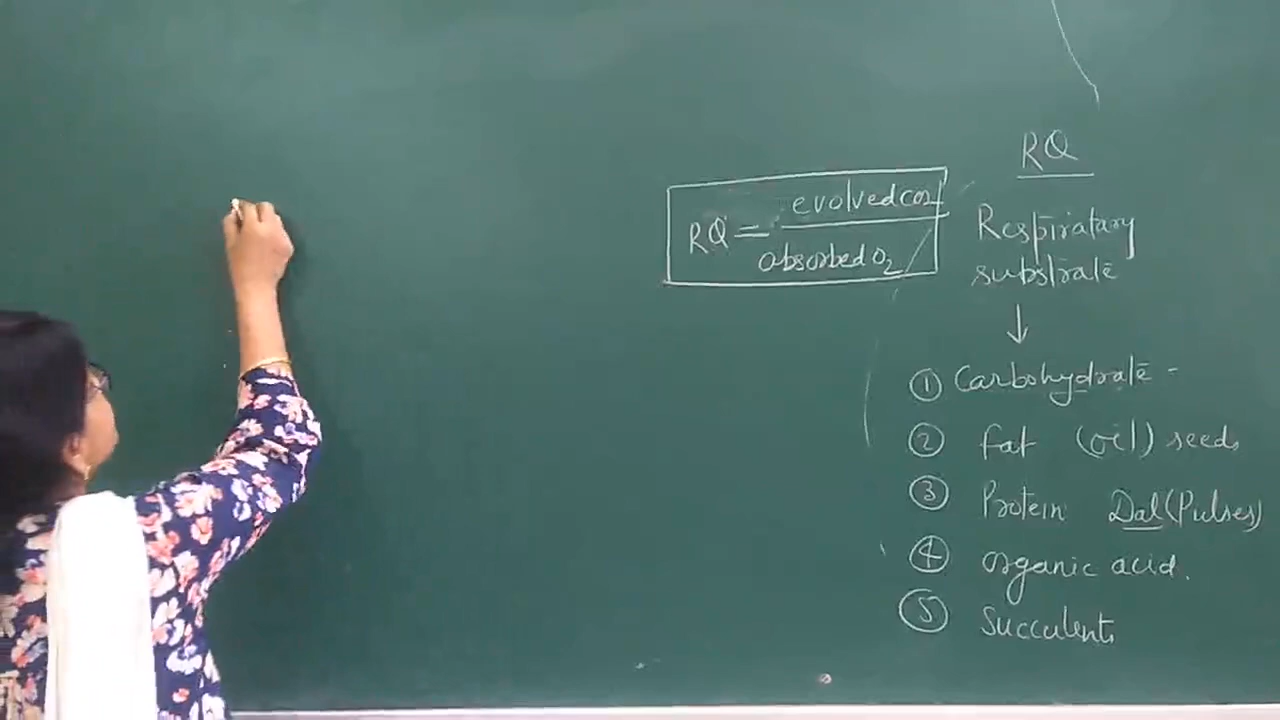 RQ = evolved CO2
absorbed O2
RQ
Respiratary
substrate
↓
① Carbohydrate -
② fat (oil) seeds
③ Protein Dal (Pulses)
④ organic acid.
⑤ Succulents